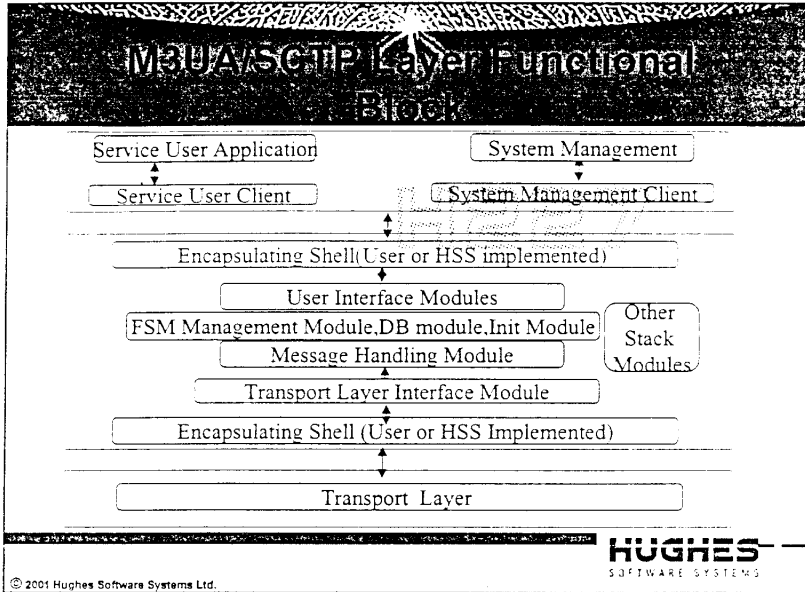 M3UA/SCTP Layer Functional
Block
Service User Application
System Management
Service User Client
System Management Client
Encapsulating Shell(User or HSS implemented)
User Interface Modules
FSM Management Module,DB module,Init Module
Other
Stack
Modules
Message Handling Module
Transport Layer Interface Module
Encapsulating Shell (User or HSS Implemented)
Transport Layer
HUGHES
SOFTWARE SYSTEMS
© 2001 Hughes Software Systems Ltd.